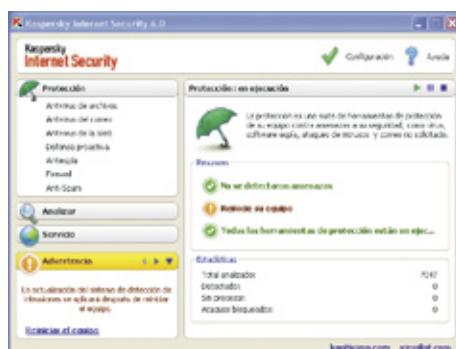 Kaspersky Internet Security 6.0
Kaspersky
Internet Security
Configuración
Ayuda
Protección
Antivirus de archivos
Antivirus del correo
Antivirus de la web
Defensa proactiva
Antiespía
Firewall
Anti-Spam
Analizar
Servicio
Advertencia
La actualización del sistema de detección de
intrusiones se aplicará después de reiniciar
el equipo.
Reiniciar el equipo
Protección : en ejecución
La protección es una suite de herramientas de protección
de su equipo contra amenazas a su seguridad, como virus,
software espía, ataques de intrusos y correo no solicitado.
Resumen
No se detectaron amenazas
Reinicie su equipo
Todas las herramientas de protección están en ejec...
Estadísticas
Total analizado: 7247
Detectados: 0
Sin procesar: 0
Ataques bloqueados: 0
kaspersky.com viruslist.com